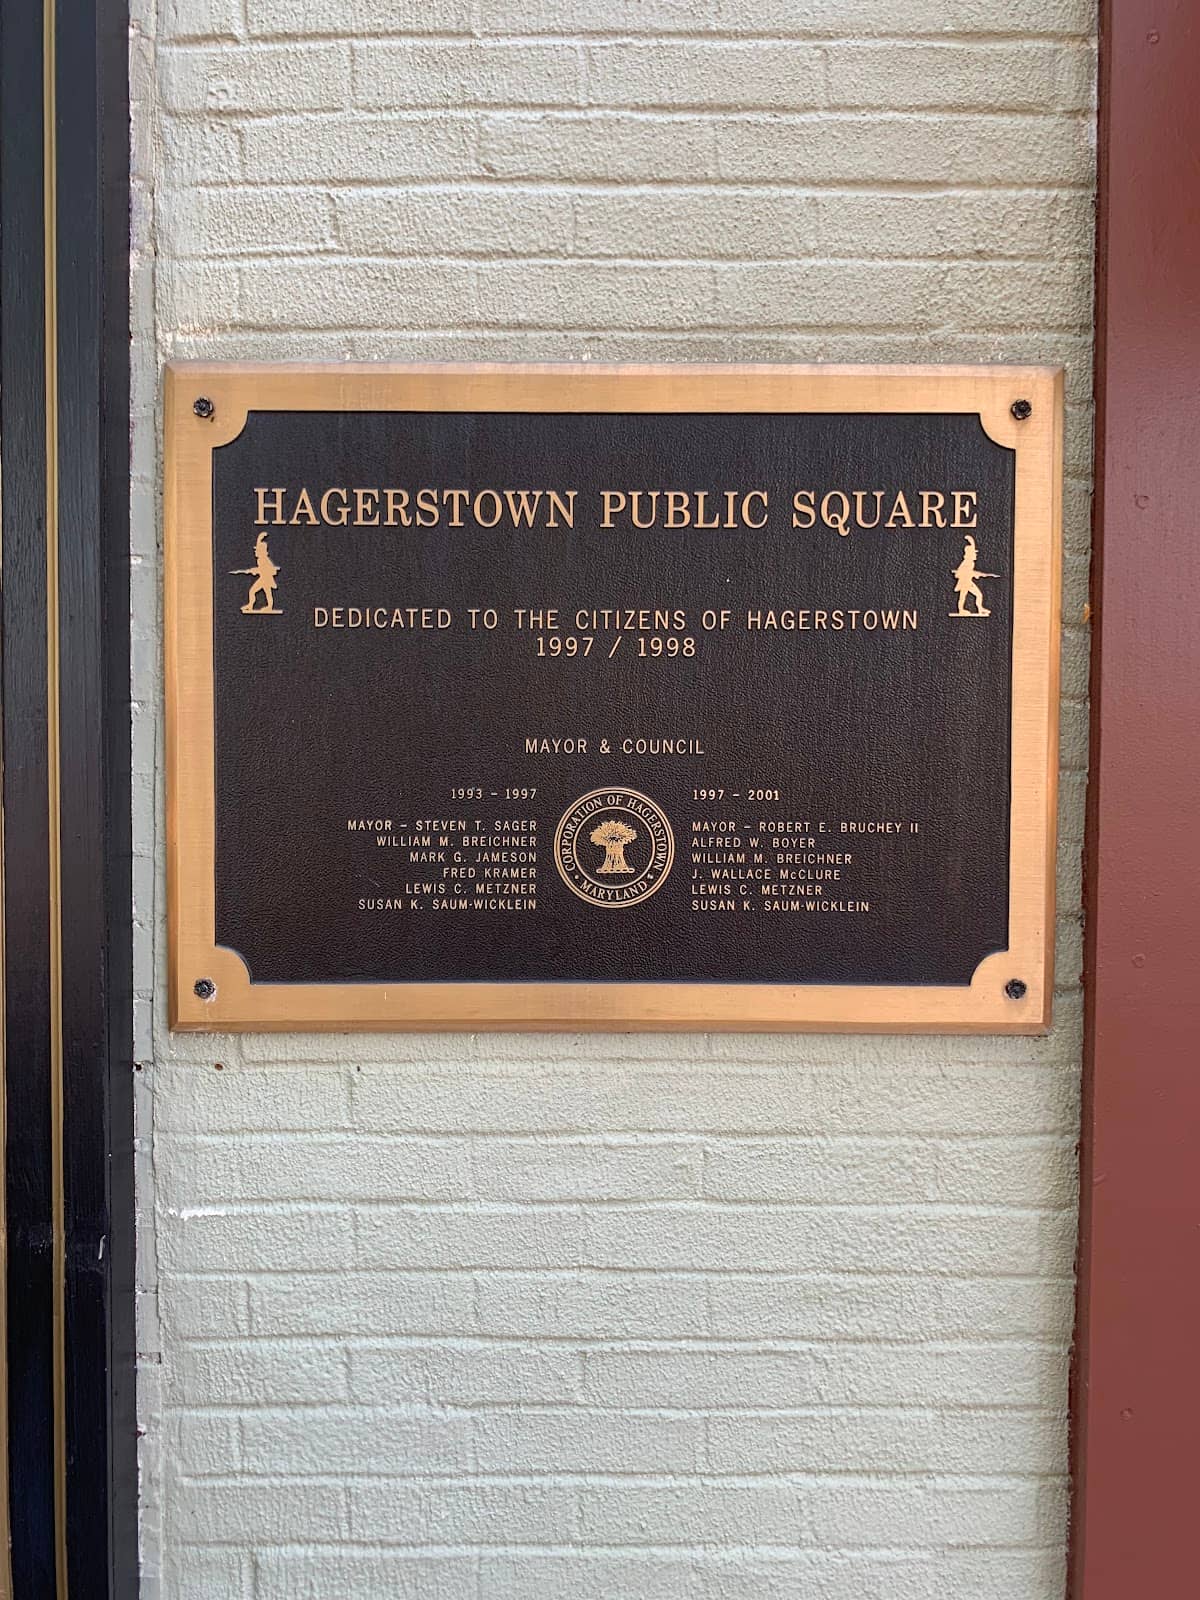 HAGERSTOWN PUBLIC SQUARE
DEDICATED TO THE CITIZENS OF HAGERSTOWN
1997 / 1998
MAYOR & COUNCIL
1993 - 1997
MAYOR - STEVEN T. SAGER
WILLIAM M. BREICHNER
MARK G. JAMESON
FRED KRAMER
LEWIS C. METZNER
SUSAN K. SAUM-WICKLEIN
CORPORATION OF HAGERSTOWN
• MARYLAND •
1997 - 2001
MAYOR - ROBERT E. BRUCHEY II
ALFRED W. BOYER
WILLIAM M. BREICHNER
J. WALLACE McCLURE
LEWIS C. METZNER
SUSAN K. SAUM-WICKLEIN